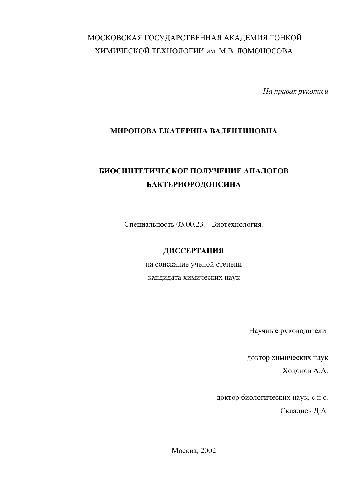 МОСКОВСКАЯ ГОСУДАРСТВЕННАЯ АКАДЕМИЯ ТОНКОЙ
ХИМИЧЕСКОЙ ТЕХНОЛОГИИ им. М.В. ЛОМОНОСОВА
На правах рукописи
МИРОНОВА ЕКАТЕРИНА ВАЛЕНТИНОВНА
БИОСИНТЕТИЧЕСКОЕ ПОЛУЧЕНИЕ АНАЛОГОВ
БАКТЕРИОРОДОПСИНА
Специальность 03.00.23. - Биотехнология.
ДИССЕРТАЦИЯ
на соискание ученой степени
кандидата химических наук
Научные руководители:
доктор химических наук
Ходонов А.А.
доктор биологических наук, с.н.с.
Складнев Д.А.
Москва, 2002